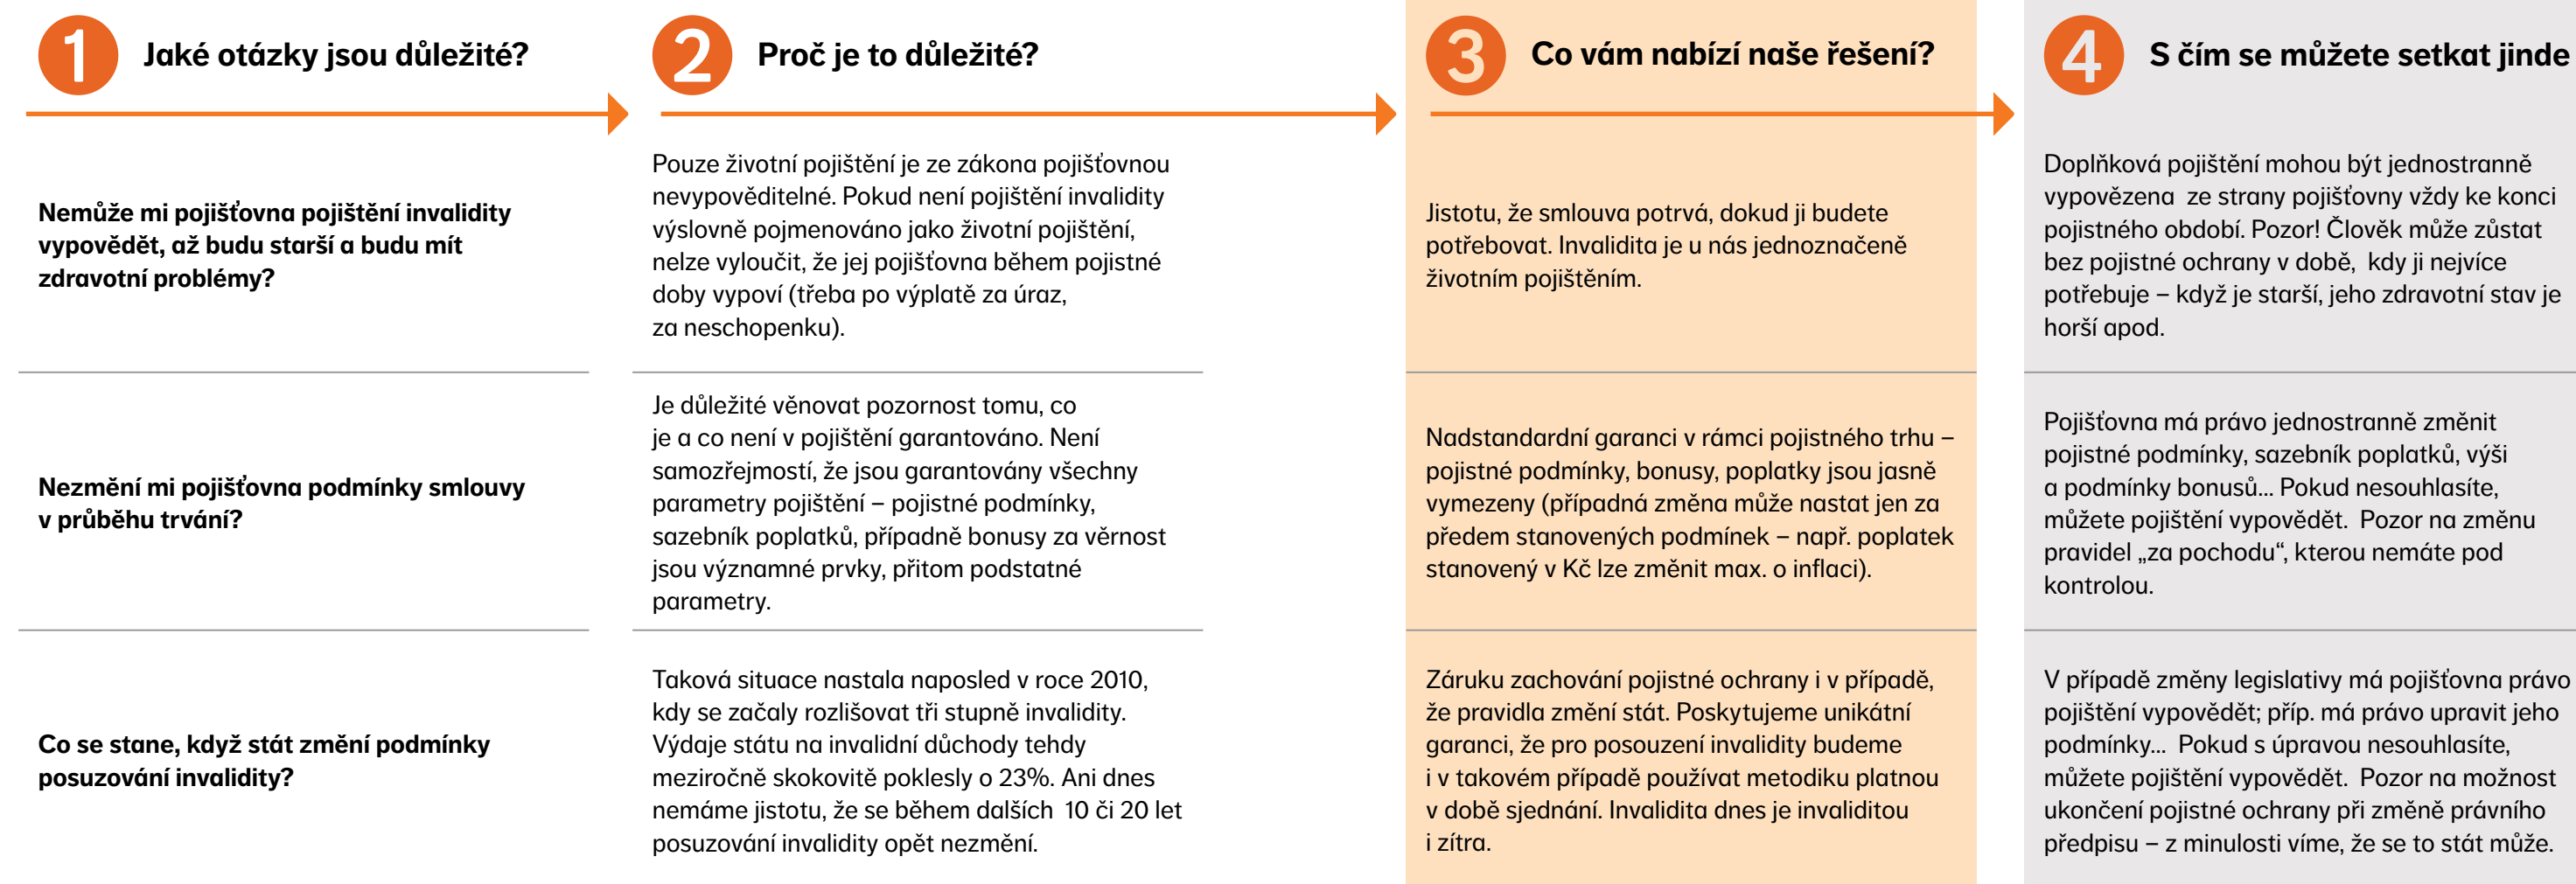 1 Jaké otázky jsou důležité?
2 Proč je to důležité?
3 Co vám nabízí naše řešení?
4 S čím se můžete setkat jinde
Nemůže mi pojišťovna pojištění invalidity
vypovědět, až budu starší a budu mít
zdravotní problémy?
Pouze životní pojištění je ze zákona pojišťovnou
nevypověditelné. Pokud není pojištění invalidity
výslovně pojmenováno jako životní pojištění,
nelze vyloučit, že jej pojišťovna během pojistné
doby vypoví (třeba po výplatě za úraz,
za neschopenku).
Jistotu, že smlouva potrvá, dokud ji budete
potřebovat. Invalidita je u nás jednoznačeně
životním pojištěním.
Doplňková pojištění mohou být jednostranně
vypovězena ze strany pojišťovny vždy ke konci
pojistného období. Pozor! Člověk může zůstat
bez pojistné ochrany v době, kdy ji nejvíce
potřebuje – když je starší, jeho zdravotní stav je
horší apod.
Nezmění mi pojišťovna podmínky smlouvy
v průběhu trvání?
Je důležité věnovat pozornost tomu, co
je a co není v pojištění garantováno. Není
samozřejmostí, že jsou garantovány všechny
parametry pojištění – pojistné podmínky,
sazebník poplatků, případně bonusy za věrnost
jsou významné prvky, přitom podstatné
parametry.
Nadstandardní garanci v rámci pojistného trhu –
pojistné podmínky, bonusy, poplatky jsou jasně
vymezeny (případná změna může nastat jen za
předem stanovených podmínek – např. poplatek
stanovený v Kč lze změnit max. o inflaci).
Pojišťovna má právo jednostranně změnit
pojistné podmínky, sazebník poplatků, výši
a podmínky bonusů... Pokud nesouhlasíte,
můžete pojištění vypovědět. Pozor na změnu
pravidel „za pochodu“, kterou nemáte pod
kontrolou.
Co se stane, když stát změní podmínky
posuzování invalidity?
Taková situace nastala naposled v roce 2010,
kdy se začaly rozlišovat tři stupně invalidity.
Výdaje státu na invalidní důchody tehdy
meziročně skokovitě poklesly o 23%. Ani dnes
nemáme jistotu, že se během dalších 10 či 20 let
posuzování invalidity opět nezmění.
Záruku zachování pojistné ochrany i v případě,
že pravidla změní stát. Poskytujeme unikátní
garanci, že pro posouzení invalidity budeme
i v takovém případě používat metodiku platnou
v době sjednání. Invalidita dnes je invaliditou
i zítra.
V případě změny legislativy má pojišťovna právo
pojištění vypovědět; příp. má právo upravit jeho
podmínky... Pokud s úpravou nesouhlasíte,
můžete pojištění vypovědět. Pozor na možnost
ukončení pojistné ochrany při změně právního
předpisu – z minulosti víme, že se to stát může.